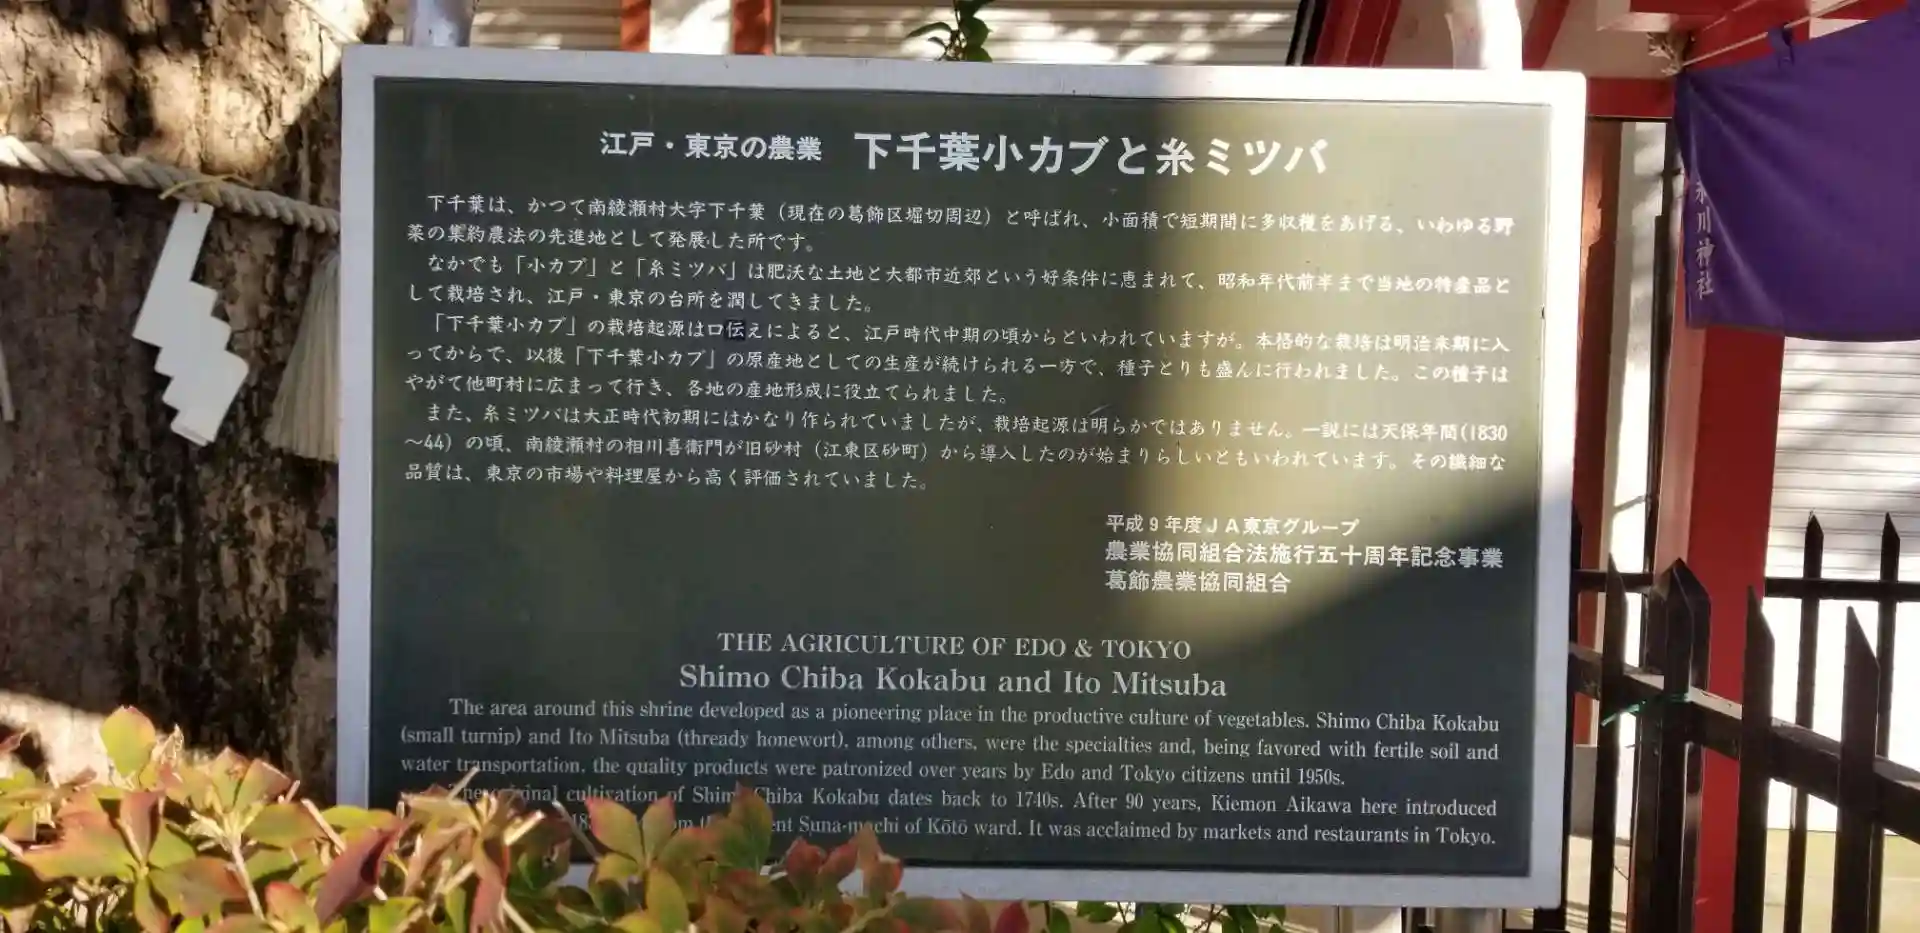 江戸・東京の農業 下千葉小カブと糸ミツバ
下千葉は、かつて南綾瀬村大字下千葉（現在の葛飾区堀切周辺）と呼ばれ、小面積で短期間に多収穫をあげる、いわゆる野
菜の集約農法の先進地として発展した所です。
なかでも「小カブ」と「糸ミツバ」は肥沃な土地と大都市近郊という好条件に恵まれて、昭和年代前半まで当地の特産品と
して栽培され、江戸・東京の台所を潤してきました。
「下千葉小カブ」の栽培起源は口伝えによると、江戸時代中期の頃からといわれていますが。本格的な栽培は明治末期に入
ってからで、以後「下千葉小カブ」の原産地としての生産が続けられる一方で、種子とりも盛んに行われました。この種子は
やがて他町村に広まって行き、各地の産地形成に役立てられました。
また、糸ミツバは大正時代初期にはかなり作られていましたが、栽培起源は明らかではありません。一説には天保年間(1830
～44）の頃、南綾瀬村の相川喜衛門が旧砂村（江東区砂町）から導入したのが始まりらしいともいわれています。その繊細な
品質は、東京の市場や料理屋から高く評価されていました。
平成9年度ＪＡ東京グループ
農業協同組合法施行五十周年記念事業
葛飾農業協同組合
THE AGRICULTURE OF EDO & TOKYO
Shimo Chiba Kokabu and Ito Mitsuba
The area around this shrine developed as a pioneering place in the productive culture of vegetables. Shimo Chiba Kokabu
(small turnip) and Ito Mitsuba (thready honewort), among others, were the specialties and, being favored with fertile soil and
water transportation, the quality products were patronized over years by Edo and Tokyo citizens until 1950s.
The original cultivation of Shimo Chiba Kokabu dates back to 1740s. After 90 years, Kiemon Aikawa here introduced
Suna-machi of Kōtō ward. It was acclaimed by markets and restaurants in Tokyo.
氷川神社